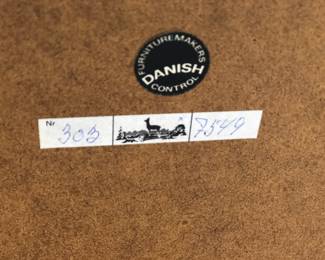 FURNITUREMAKERS
DANISH
CONTROL
Nr 303 7549